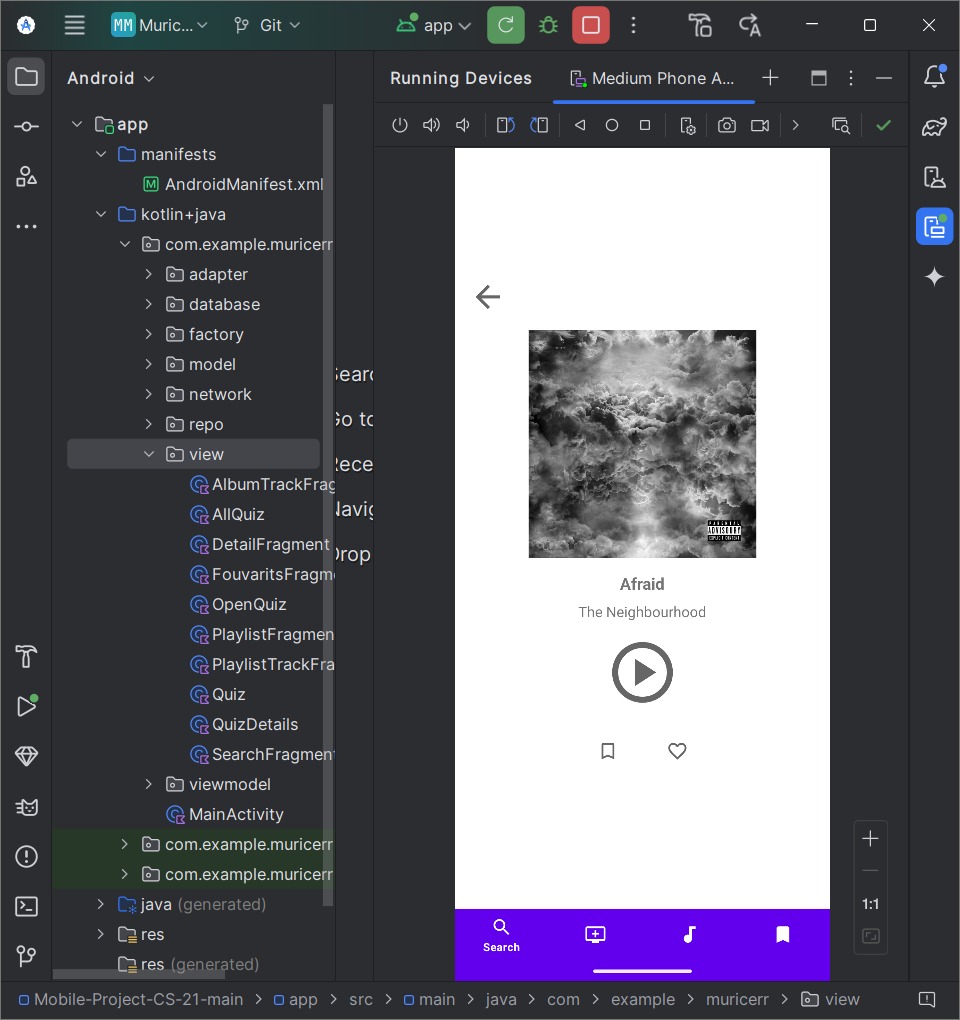 MM Muric... Git app
Android
Running Devices Medium Phone A...
app
manifests
AndroidManifest.xml
kotlin+java
com.example.muricerr
adapter
database
factory
model
network
repo
view
AlbumTrackFrag
AllQuiz
DetailFragment
FouvaritsFragm
OpenQuiz
PlaylistFragmen
PlaylistTrackFra
Quiz
QuizDetails
SearchFragment
viewmodel
MainActivity
com.example.muricerr
com.example.muricerr
java (generated)
res
res (generated)
Searc
Go to
Rece
Navig
Drop
PARENTAL
ADVISORY
EXPLICIT CONTENT
Afraid
The Neighbourhood
Search
1:1
Mobile-Project-CS-21-main > app > src > main > java > com > example > muricerr > view